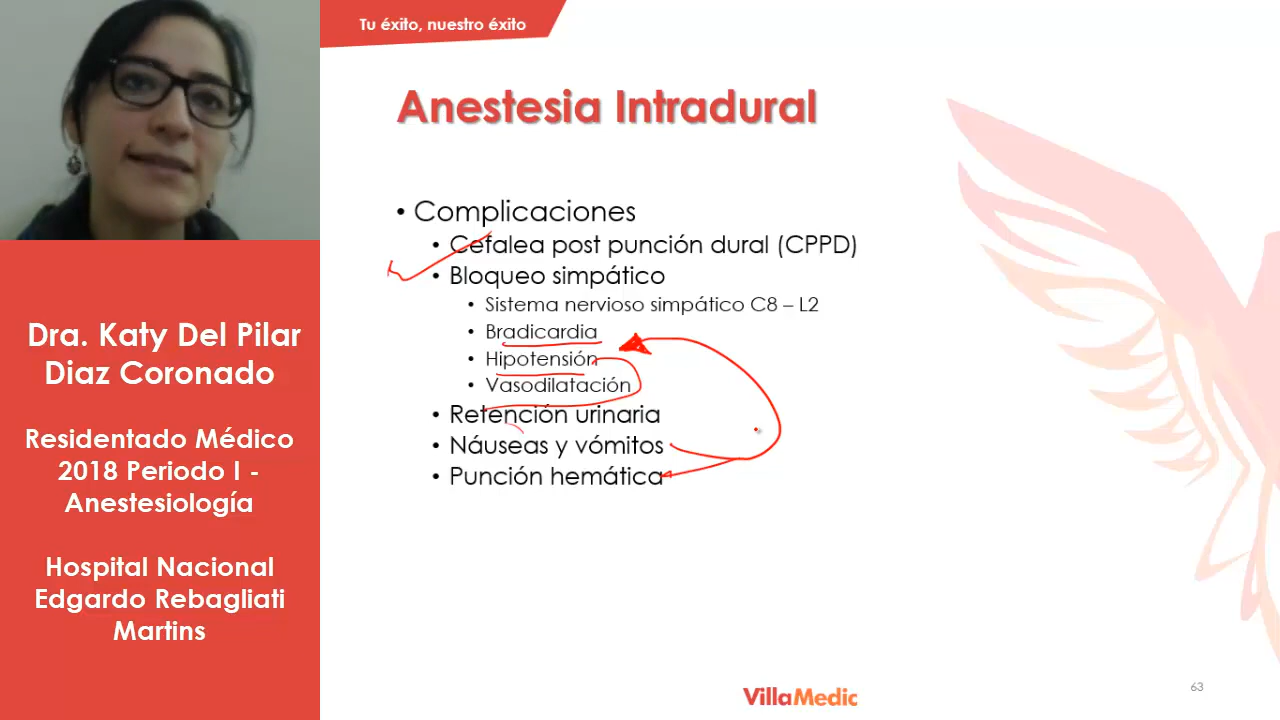 Tu éxito, nuestro éxito
Anestesia Intradural
• Complicaciones
• Cefalea post punción dural (CPPD)
• Bloqueo simpático
• Sistema nervioso simpático C8 – L2
• Bradicardia
• Hipotensión
• Vasodilatación
• Retención urinaria
• Náuseas y vómitos
• Punción hemática
Dra. Katy Del Pilar
Diaz Coronado
Residentado Médico
2018 Periodo I -
Anestesiología
Hospital Nacional
Edgardo Rebagliati
Martins
VillaMedic
63